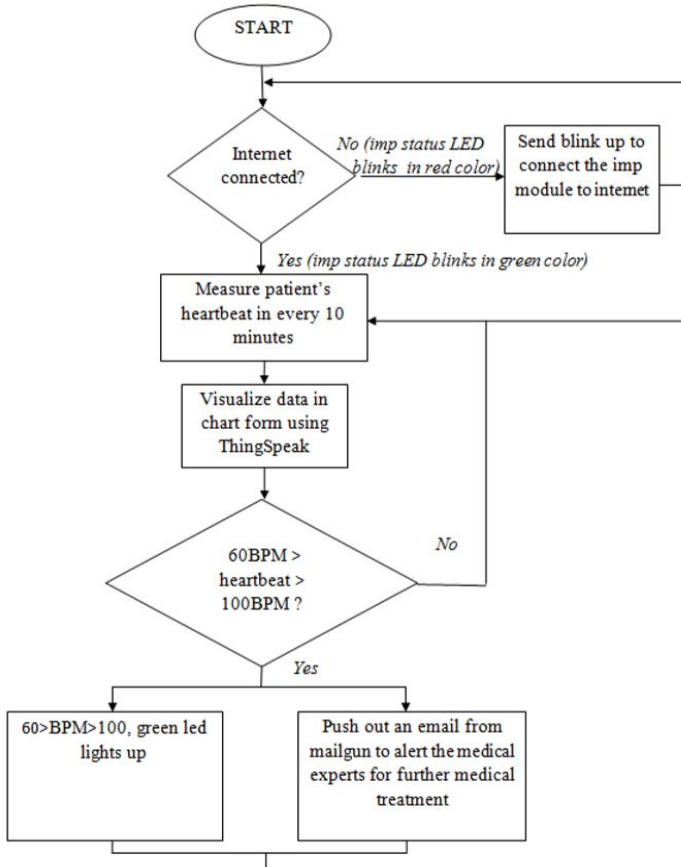 START
Internet
connected?
No (imp status LED
blinks in red color)
Send blink up to
connect the imp
module to internet
Yes (imp status LED blinks in green color)
Measure patient's
heartbeat in every 10
minutes
Visualize data in
chart form using
ThingSpeak
60BPM >
heartbeat >
100BPM ?
No
Yes
60>BPM>100, green led
lights up
Push out an email from
mailgun to alert the medical
experts for further medical
treatment